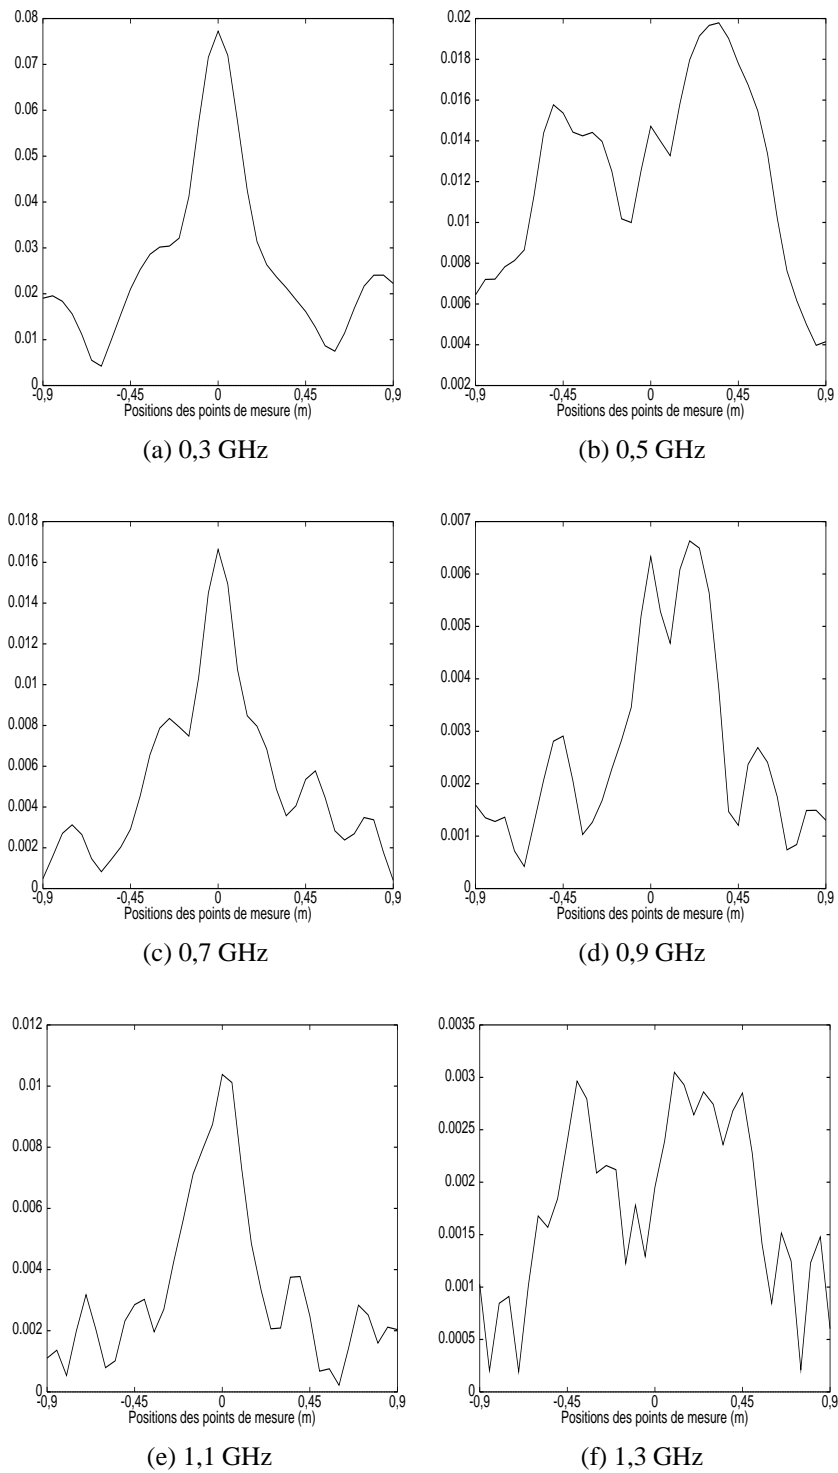 0.08
0.07
0.06
0.05
0.04
0.03
0.02
0.01
0
-0,9 -0,45 0 0,45 0,9
Positions des points de mesure (m)
(a) 0,3 GHz
0.02
0.018
0.016
0.014
0.012
0.01
0.008
0.006
0.004
0.002
-0,9 -0,45 0 0,45 0,9
Positions des points de mesure (m)
(b) 0,5 GHz
0.018
0.016
0.014
0.012
0.01
0.008
0.006
0.004
0.002
0
-0,9 -0,45 0 0,45 0,9
Positions des points de mesure (m)
(c) 0,7 GHz
0.007
0.006
0.005
0.004
0.003
0.002
0.001
0
-0,9 -0,45 0 0,45 0,9
Positions des points de mesure (m)
(d) 0,9 GHz
0.012
0.01
0.008
0.006
0.004
0.002
0
-0,9 -0,45 0 0,45 0,9
Positions des points de mesure (m)
(e) 1,1 GHz
0.0035
0.003
0.0025
0.002
0.0015
0.001
0.0005
0
-0,9 -0,45 0 0,45 0,9
Positions des points de mesure (m)
(f) 1,3 GHz